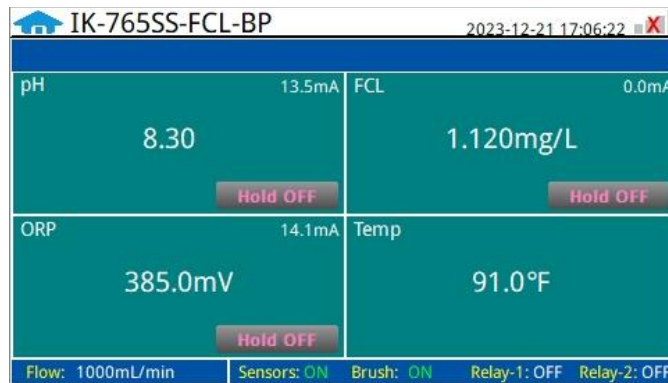 IK-765SS-FCL-BP 2023-12-21 17:06:22
pH 13.5mA
8.30
Hold OFF
FCL 0.0mA
1.120mg/L
Hold OFF
ORP 14.1mA
385.0mV
Hold OFF
Temp
91.0°F
Flow: 1000mL/min Sensors: ON Brush: ON Relay-1: OFF Relay-2: OFF